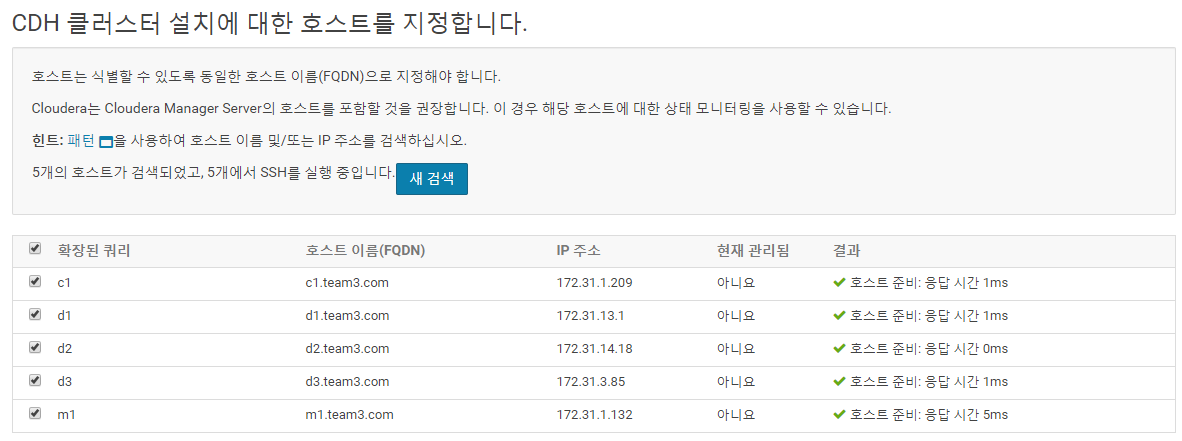 CDH 클러스터 설치에 대한 호스트를 지정합니다.
호스트는 식별할 수 있도록 동일한 호스트 이름(FQDN)으로 지정해야 합니다.
Cloudera는 Cloudera Manager Server의 호스트를 포함할 것을 권장합니다. 이 경우 해당 호스트에 대한 상태 모니터링을 사용할 수 있습니다.
힌트: 패턴 을 사용하여 호스트 이름 및/또는 IP 주소를 검색하십시오.
5개의 호스트가 검색되었고, 5개에서 SSH를 실행 중입니다. 새 검색
확장된 쿼리 호스트 이름(FQDN) IP 주소 현재 관리됨 결과
c1 c1.team3.com 172.31.1.209 아니요 호스트 준비: 응답 시간 1ms
d1 d1.team3.com 172.31.13.1 아니요 호스트 준비: 응답 시간 1ms
d2 d2.team3.com 172.31.14.18 아니요 호스트 준비: 응답 시간 0ms
d3 d3.team3.com 172.31.3.85 아니요 호스트 준비: 응답 시간 1ms
m1 m1.team3.com 172.31.1.132 아니요 호스트 준비: 응답 시간 5ms